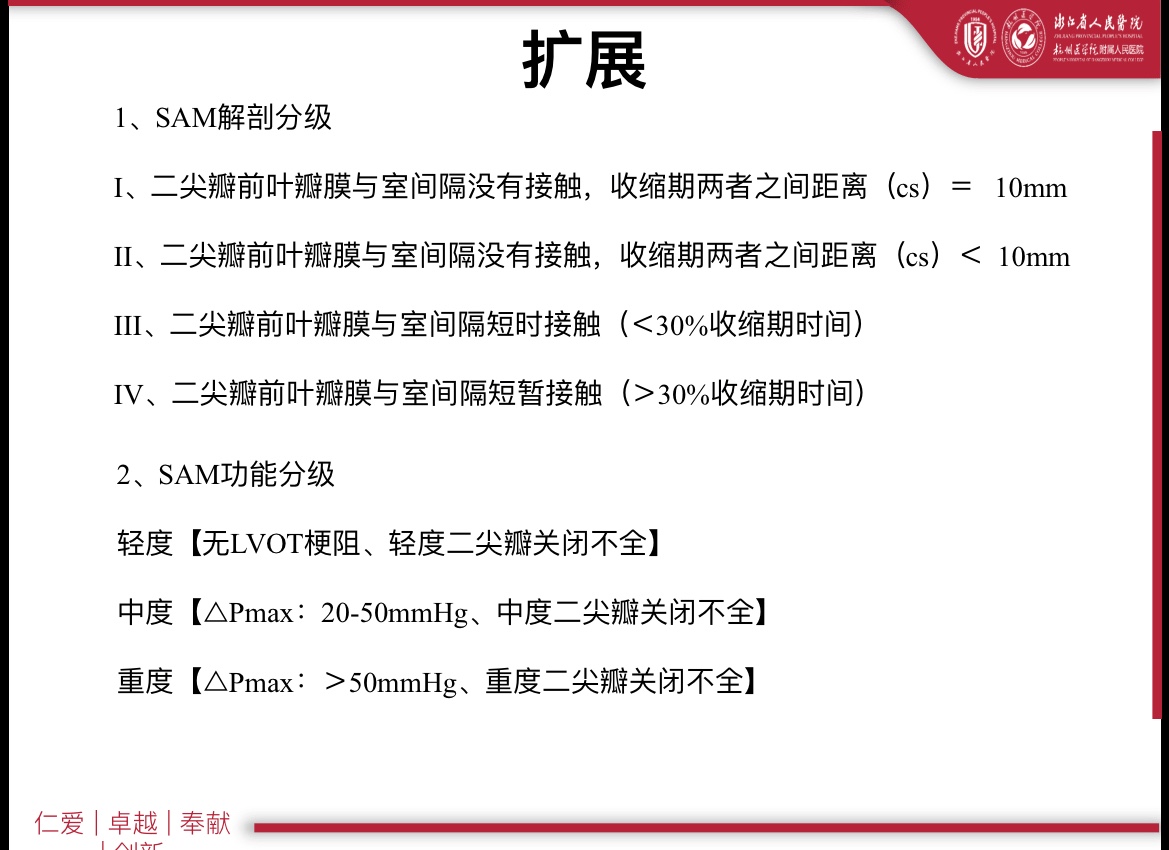 浙江省人民医院
ZHEJIANG PROVINCIAL PEOPLE'S HOSPITAL
杭州医学院附属人民医院
扩展
1、SAM解剖分级
I、二尖瓣前叶瓣膜与室间隔没有接触，收缩期两者之间距离（cs）＝ 10mm
II、二尖瓣前叶瓣膜与室间隔没有接触，收缩期两者之间距离（cs）＜ 10mm
III、二尖瓣前叶瓣膜与室间隔短时接触（＜30%收缩期时间）
IV、二尖瓣前叶瓣膜与室间隔短暂接触（＞30%收缩期时间）
2、SAM功能分级
轻度【无LVOT梗阻、轻度二尖瓣关闭不全】
中度【△Pmax：20-50mmHg、中度二尖瓣关闭不全】
重度【△Pmax：＞50mmHg、重度二尖瓣关闭不全】
仁爱 | 卓越 | 奉献
| 创新